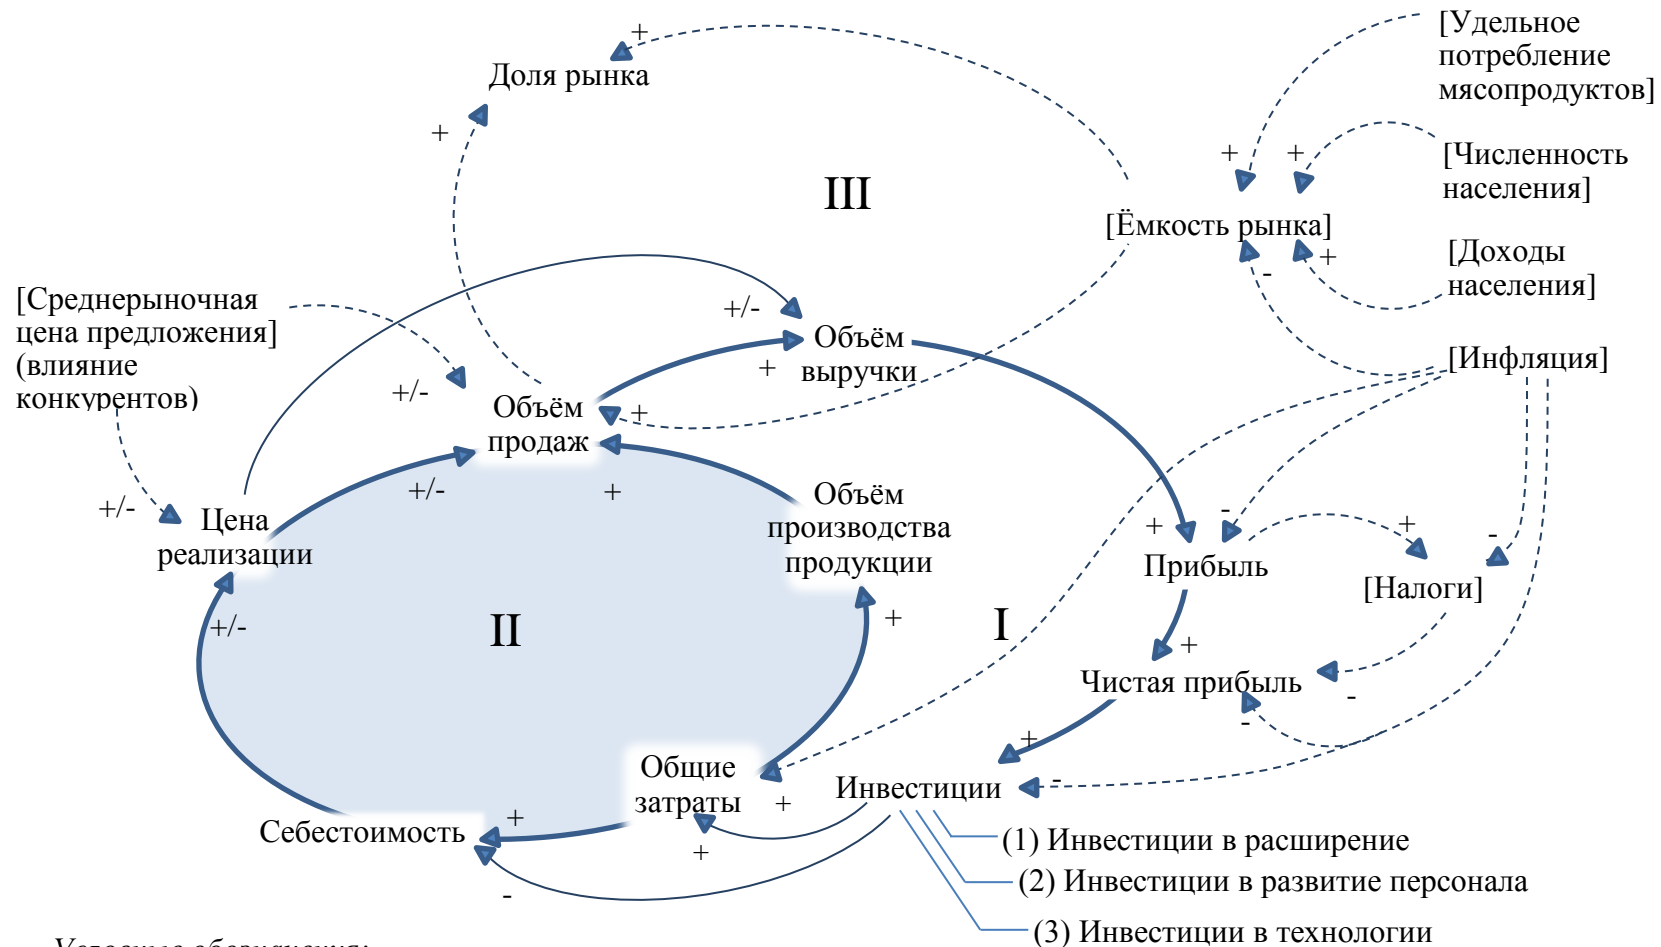 [Удельное
потребление
мясопродуктов]
+
Доля рынка
+
+
+
[Численность
населения]
III
[Ёмкость рынка]
[Доходы
населения]
+
-
[Среднерыночная
цена предложения]
(влияние
конкурентов)
+/-
Объём
выручки
+
[Инфляция]
+/-
Объём
продаж
+
+/-
+
+/-
Цена
реализации
Объём
производства
продукции
+
-
+
-
Прибыль
[Налоги]
+/-
II
I
+
+
Чистая прибыль
-
-
+
Общие
затраты
+
Инвестиции
-
Себестоимость
+
+
-
(1) Инвестиции в расширение
(2) Инвестиции в развитие персонала
(3) Инвестиции в технологии